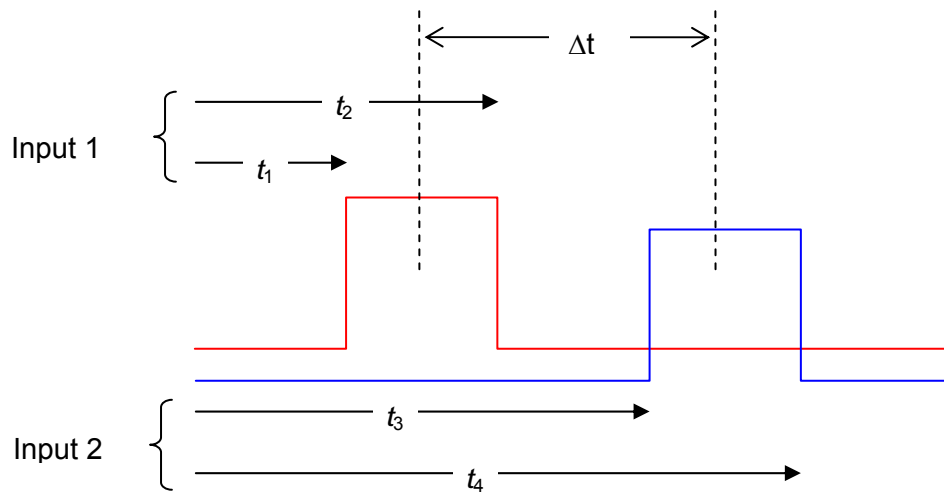 Δt
t₂
Input 1
t₁
t₃
Input 2
t₄